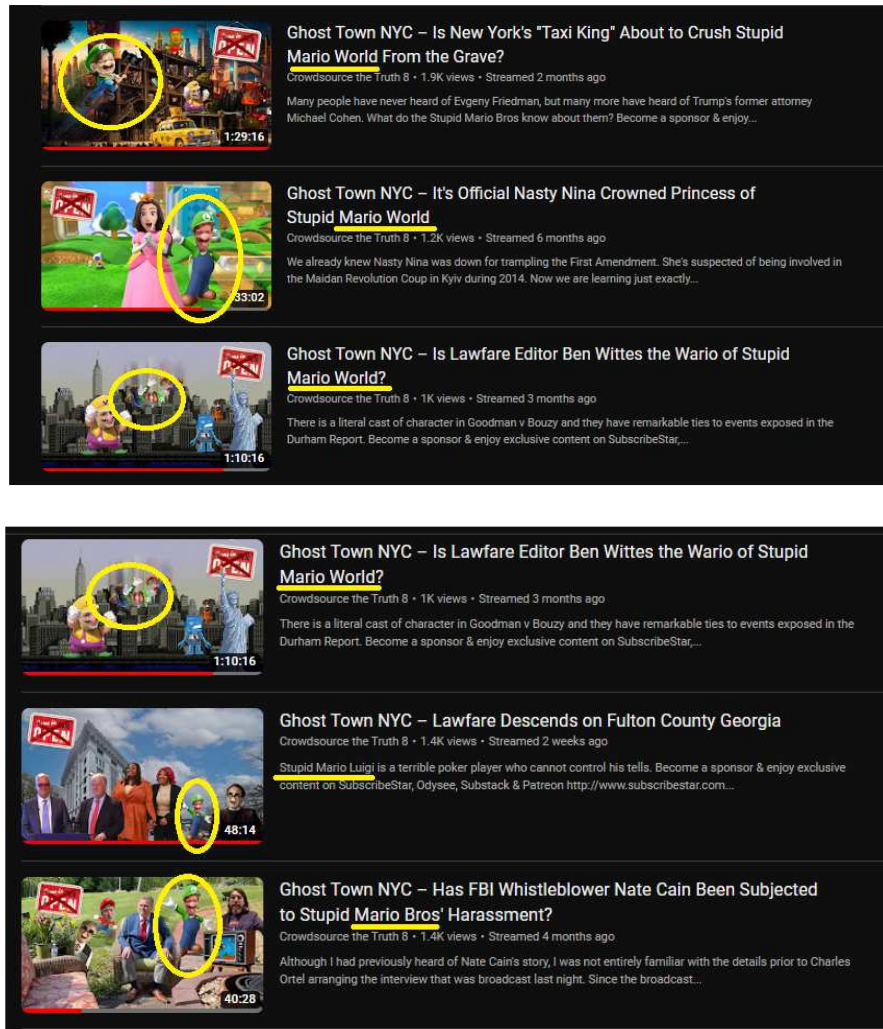 Ghost Town NYC – Is New York's "Taxi King" About to Crush Stupid
Mario World From the Grave?
Crowdsource the Truth 8 • 1.9K views • Streamed 2 months ago
Many people have never heard of Evgeny Friedman, but many more have heard of Trump's former attorney
Michael Cohen. What do the Stupid Mario Bros know about them? Become a sponsor & enjoy...
OPEN
1:29:16
Ghost Town NYC – It's Official Nasty Nina Crowned Princess of
Stupid Mario World
Crowdsource the Truth 8 • 1.2K views • Streamed 6 months ago
We already knew Nasty Nina was down for trampling the First Amendment. She's suspected of being involved in
the Maidan Revolution Coup in Kyiv during 2014. Now we are learning just exactly...
OPEN
33:02
Ghost Town NYC – Is Lawfare Editor Ben Wittes the Wario of Stupid
Mario World?
Crowdsource the Truth 8 • 1K views • Streamed 3 months ago
There is a literal cast of character in Goodman v Bouzy and they have remarkable ties to events exposed in the
Durham Report. Become a sponsor & enjoy exclusive content on SubscribeStar,...
OPEN
1:10:16
Ghost Town NYC – Is Lawfare Editor Ben Wittes the Wario of Stupid
Mario World?
Crowdsource the Truth 8 • 1K views • Streamed 3 months ago
There is a literal cast of character in Goodman v Bouzy and they have remarkable ties to events exposed in the
Durham Report. Become a sponsor & enjoy exclusive content on SubscribeStar,...
OPEN
1:10:16
Ghost Town NYC – Lawfare Descends on Fulton County Georgia
Crowdsource the Truth 8 • 1.4K views • Streamed 2 weeks ago
Stupid Mario Luigi is a terrible poker player who cannot control his tells. Become a sponsor & enjoy exclusive
content on SubscribeStar, Odysee, Substack & Patreon http://www.subscribestar.com...
OPEN
48:14
Ghost Town NYC – Has FBI Whistleblower Nate Cain Been Subjected
to Stupid Mario Bros' Harassment?
Crowdsource the Truth 8 • 1.4K views • Streamed 4 months ago
Although I had previously heard of Nate Cain's story, I was not entirely familiar with the details prior to Charles
Ortel arranging the interview that was broadcast last night. Since the broadcast...
OPEN
40:28